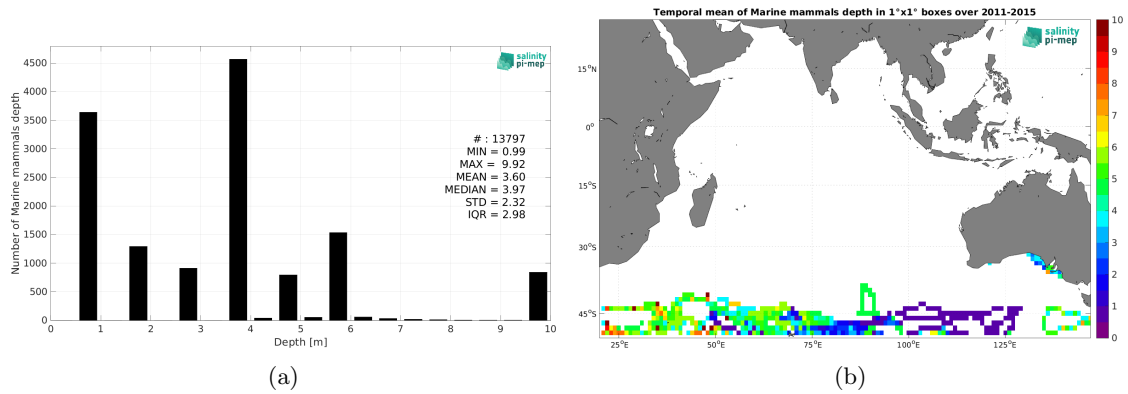 salinity
pi-mep
4500
4000
3500
3000
2500
2000
1500
1000
500
0
Number of Marine mammals depth
# : 13797
MIN = 0.99
MAX = 9.92
MEAN = 3.60
MEDIAN = 3.97
STD = 2.32
IQR = 2.98
0 1 2 3 4 5 6 7 8 9 10
Depth [m]
(a)
Temporal mean of Marine mammals depth in 1°x1° boxes over 2011-2015
salinity
pi-mep
15°N
0°
15°S
30°S
45°S
25°E 50°E 75°E 100°E 125°E
10
9
8
7
6
5
4
3
2
1
0
(b)